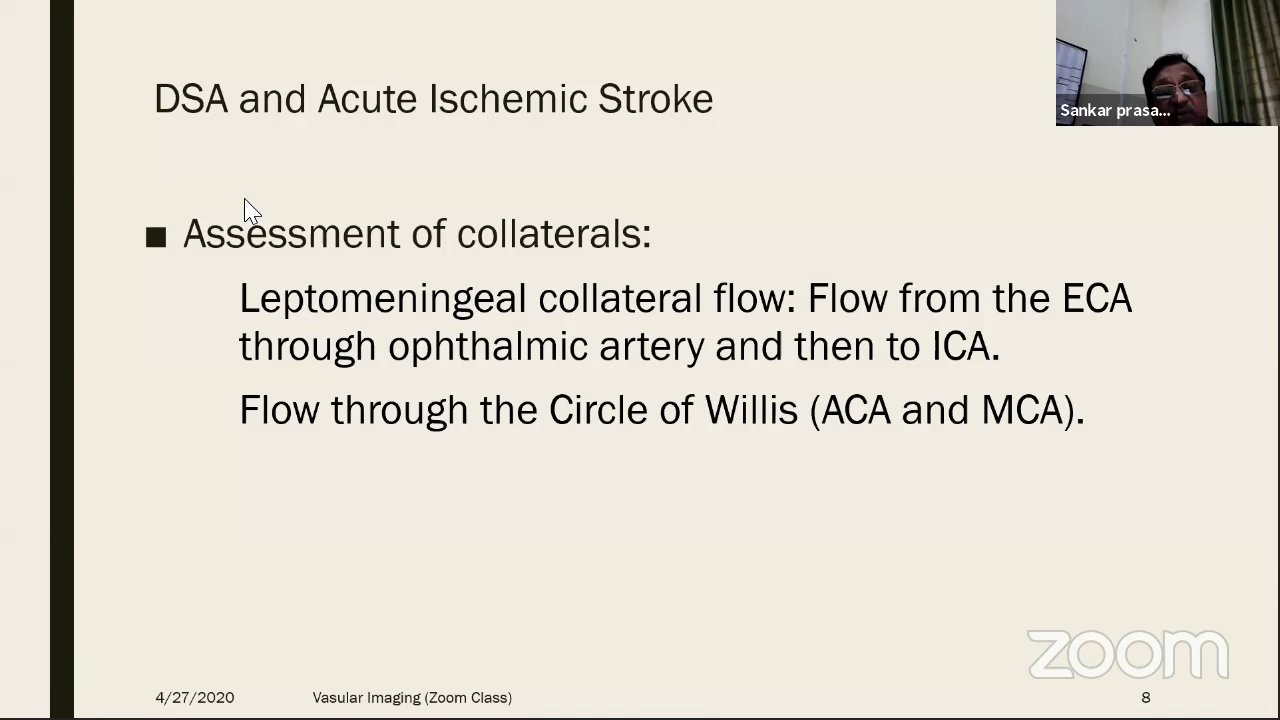 DSA and Acute Ischemic Stroke
Sankar prasa...
■ Assessment of collaterals:
Leptomeningeal collateral flow: Flow from the ECA
through ophthalmic artery and then to ICA.
Flow through the Circle of Willis (ACA and MCA).
zoom
4/27/2020
Vasular Imaging (Zoom Class)
8